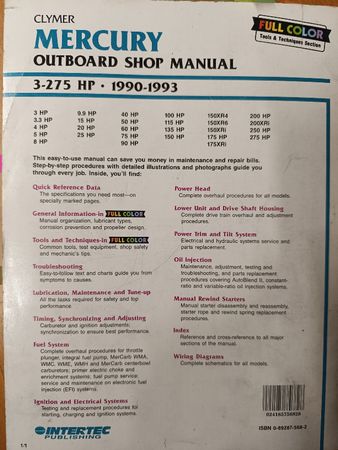 CLYMER
MERCURY
OUTBOARD SHOP MANUAL
FULL COLOR
Tools & Techniques Section
3-275 HP • 1990-1993
3 HP 9.9 HP 40 HP 100 HP 150XR4 200 HP
3.3 HP 15 HP 50 HP 115 HP 150XR6 200XRi
4 HP 20 HP 60 HP 135 HP 150XRi 250 HP
5 HP 25 HP 75 HP 150 HP 175 HP 275 HP
8 HP 90 HP 175XRi
This easy-to-use manual can save you money in maintenance and repair bills.
Step-by-step procedures with detailed illustrations and photographs guide you
through every job. Inside, you'll find:
Quick Reference Data
The specifications you need most—on
specially marked pages.
General Information-in FULL COLOR
Manual organization, lubricant types,
corrosion prevention and propeller design.
Tools and Techniques-in FULL COLOR
Common tools, test equipment, shop safety
and mechanic's tips.
Troubleshooting
Easy-to-follow text and charts guide you from
symptoms to causes.
Lubrication, Maintenance and Tune-up
All the tasks required for safety and top
performance.
Timing, Synchronizing and Adjusting
Carburetor and ignition adjustments;
synchronization to ensure best performance.
Fuel System
Complete overhaul procedures for throttle
plunger, integral fuel pump, MerCarb WMA,
WMC, WME, WMH and MerCarb centerbowl
carburetors; primer electric choke and
enrichment systems; fuel pump service;
service and maintenance on electronic fuel
injection (EFI) systems.
Ignition and Electrical Systems
Testing and replacement procedures for
starting, charging and ignition systems.
Power Head
Complete overhaul procedures for all models.
Lower Unit and Drive Shaft Housing
Complete drive train overhaul and adjustment
procedures.
Power Trim and Tilt System
Electrical and hydraulic systems service and
parts replacement.
Oil Injection
Maintenance, adjustment, testing and
troubleshooting, and parts replacement
procedures covering AutoBlend II, constant-
ratio and variable-ratio oil injection systems.
Manual Rewind Starters
Manual starter disassembly and reassembly,
starter rope and rewind spring replacement
procedures.
Index
Reference and cross-reference to all major
sections of the manual.
Wiring Diagrams
Complete schematics for all models.
INTERTEC
PUBLISHING
ISBN 0-89287-568-2
1/1